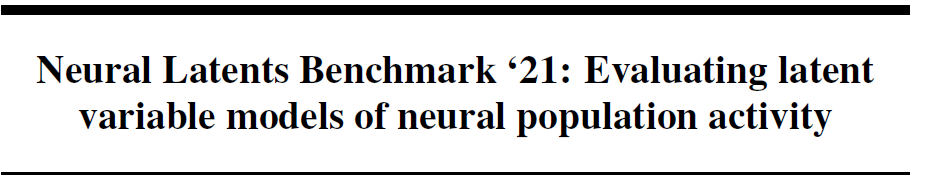 Neural Latents Benchmark ‘21: Evaluating latent
variable models of neural population activity